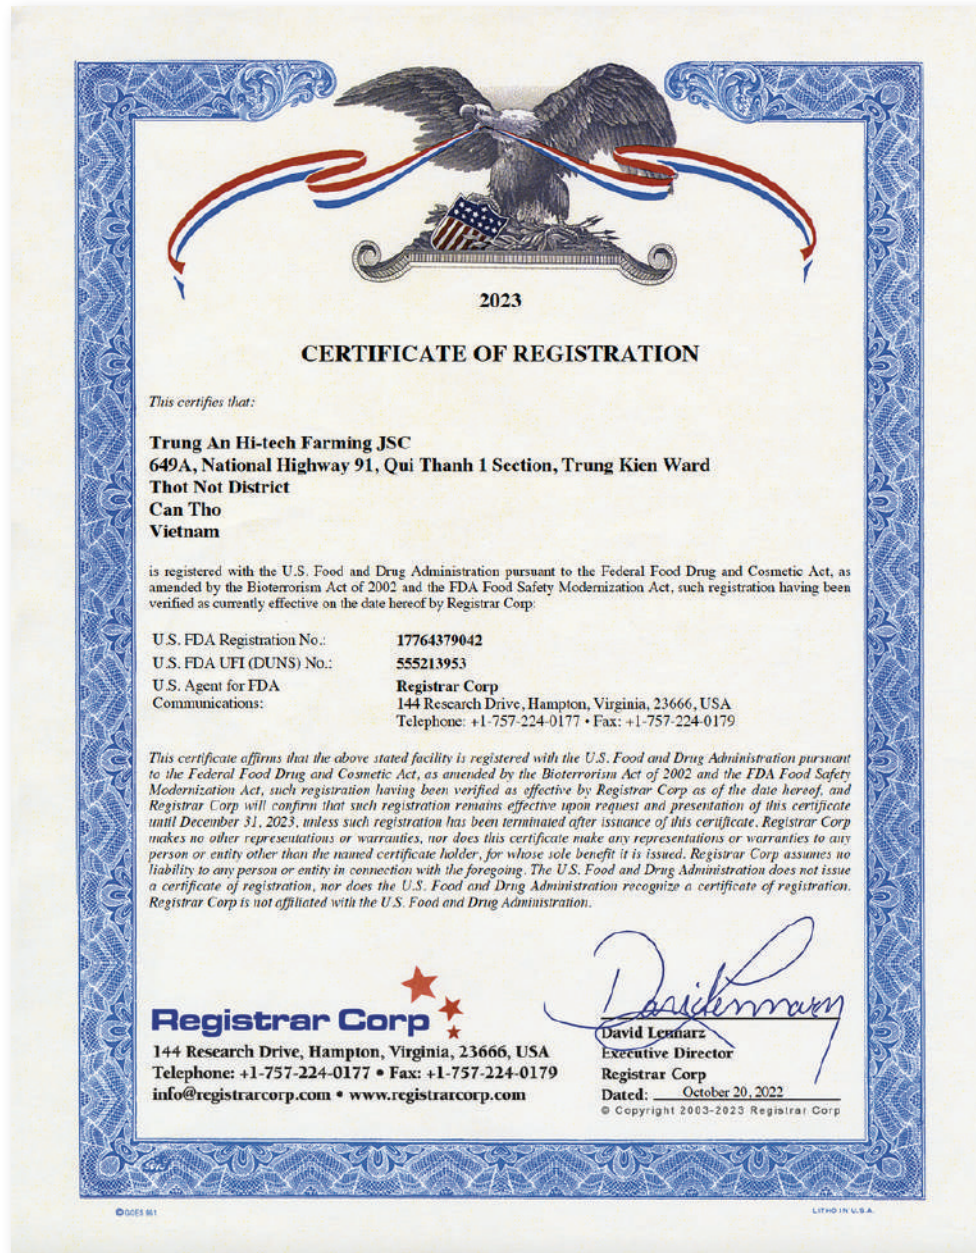 2023
CERTIFICATE OF REGISTRATION
This certifies that:
Trung An Hi-tech Farming JSC
649A, National Highway 91, Qui Thanh 1 Section, Trung Kien Ward
Thot Not District
Can Tho
Vietnam
is registered with the U.S. Food and Drug Administration pursuant to the Federal Food Drug and Cosmetic Act, as
amended by the Bioterrorism Act of 2002 and the FDA Food Safety Modernization Act, such registration having been
verified as currently effective on the date hereof by Registrar Corp:
U.S. FDA Registration No.: 17764379042
U.S. FDA UFI (DUNS) No.: 555213953
U.S. Agent for FDA Registrar Corp
Communications: 144 Research Drive, Hampton, Virginia, 23666, USA
Telephone: +1-757-224-0177 • Fax: +1-757-224-0179
This certificate affirms that the above stated facility is registered with the U.S. Food and Drug Administration pursuant
to the Federal Food Drug and Cosmetic Act, as amended by the Bioterrorism Act of 2002 and the FDA Food Safety
Modernization Act, such registration having been verified as effective by Registrar Corp as of the date hereof, and
Registrar Corp will confirm that such registration remains effective upon request and presentation of this certificate
until December 31, 2023, unless such registration has been terminated after issuance of this certificate. Registrar Corp
makes no other representations or warranties, nor does this certificate make any representations or warranties to any
person or entity other than the named certificate holder, for whose sole benefit it is issued. Registrar Corp assumes no
liability to any person or entity in connection with the foregoing. The U.S. Food and Drug Administration does not issue
a certificate of registration, nor does the U.S. Food and Drug Administration recognize a certificate of registration.
Registrar Corp is not affiliated with the U.S. Food and Drug Administration.
Registrar Corp
144 Research Drive, Hampton, Virginia, 23666, USA
Telephone: +1-757-224-0177 • Fax: +1-757-224-0179
info@registrarcorp.com • www.registrarcorp.com
David Lennarz
Executive Director
Registrar Corp
Dated: October 20, 2022
© Copyright 2003-2023 Registrar Corp
LITHO IN U.S.A.